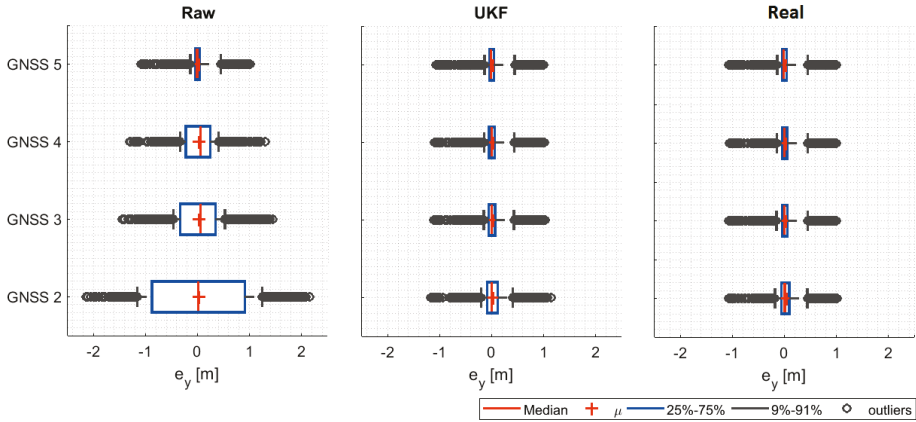 Raw UKF Real
GNSS 5
GNSS 4
GNSS 3
GNSS 2
-2 -1 0 1 2 -2 -1 0 1 2 -2 -1 0 1 2
e_y [m] e_y [m] e_y [m]
Median μ 25%-75% 9%-91% outliers